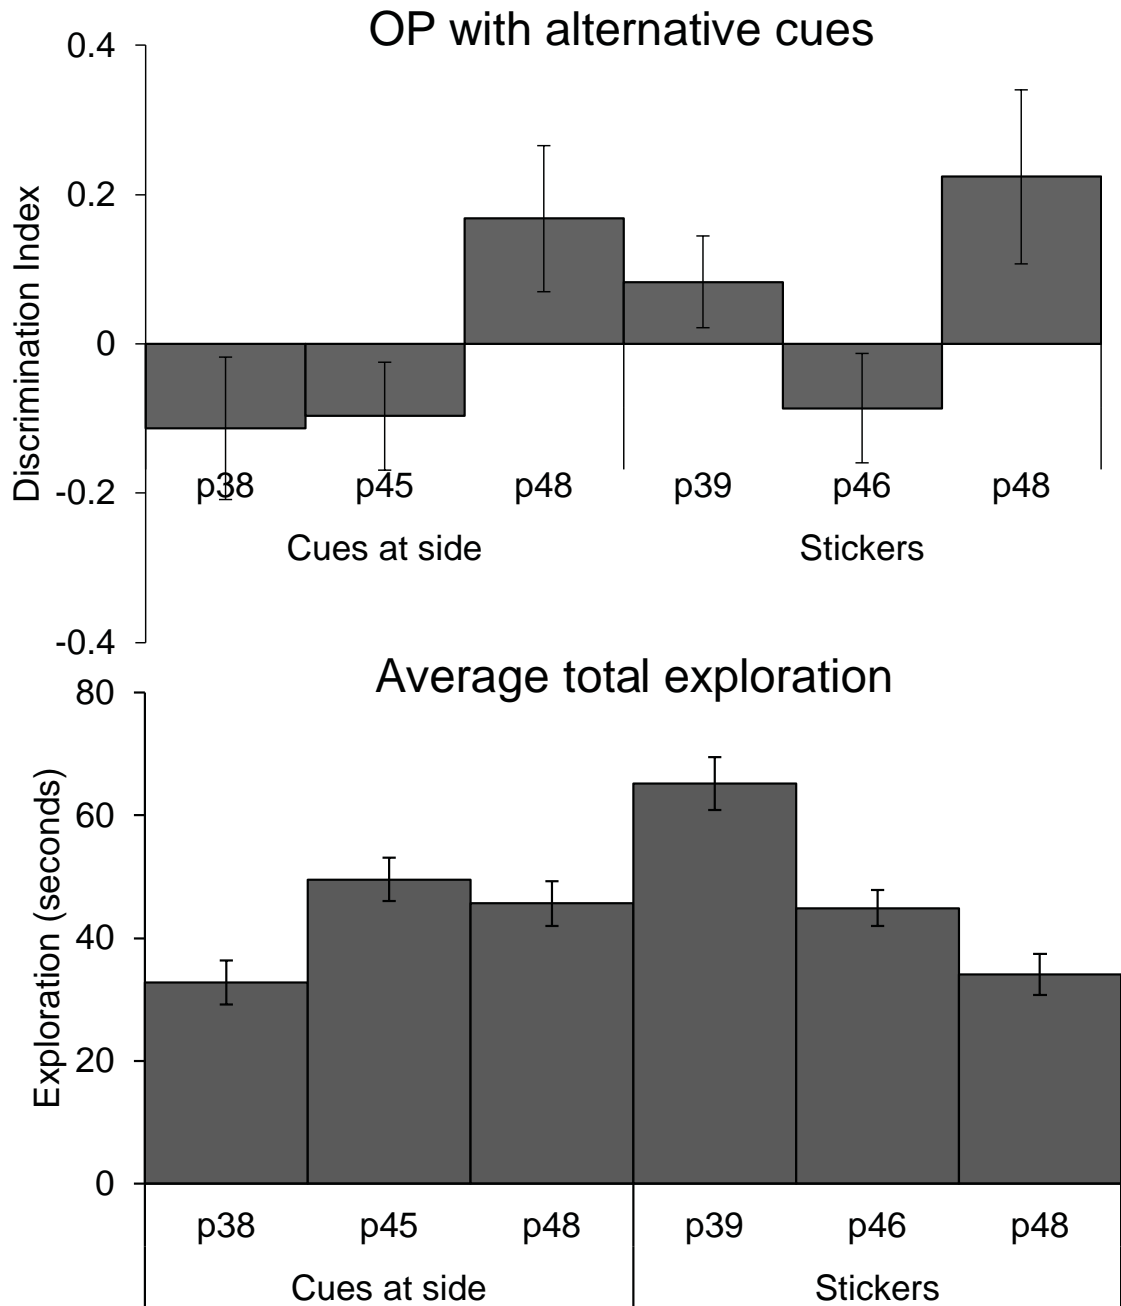 OP with alternative cues
0.4
0.2
0
-0.2
-0.4
Discrimination Index
p38 p45 p48 p39 p46 p48
Cues at side Stickers
Average total exploration
80
60
40
20
0
Exploration (seconds)
p38 p45 p48 p39 p46 p48
Cues at side Stickers